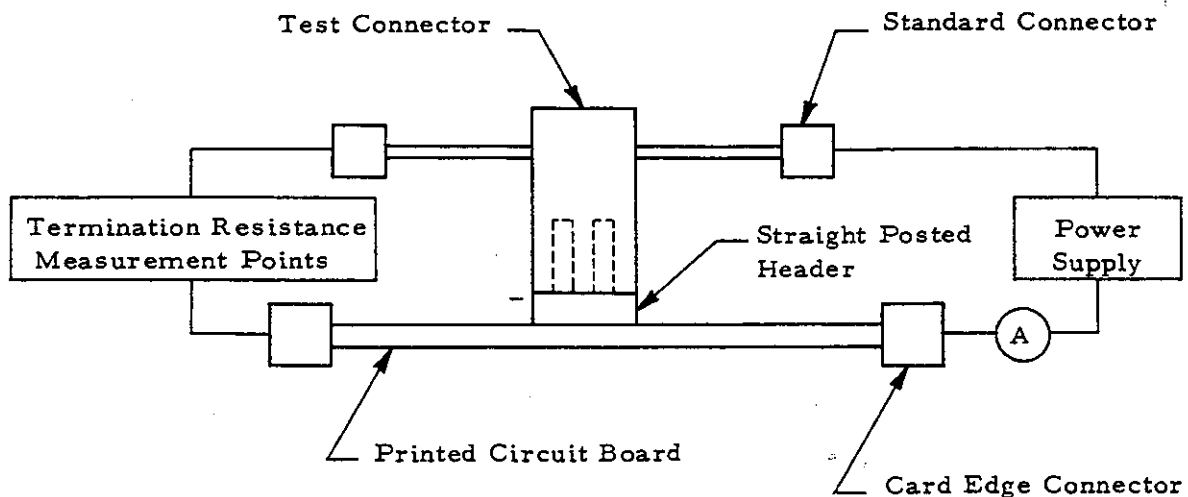 Test Connector
Standard Connector
Termination Resistance
Measurement Points
Straight Posted
Header
Power
Supply
A
Printed Circuit Board
Card Edge Connector